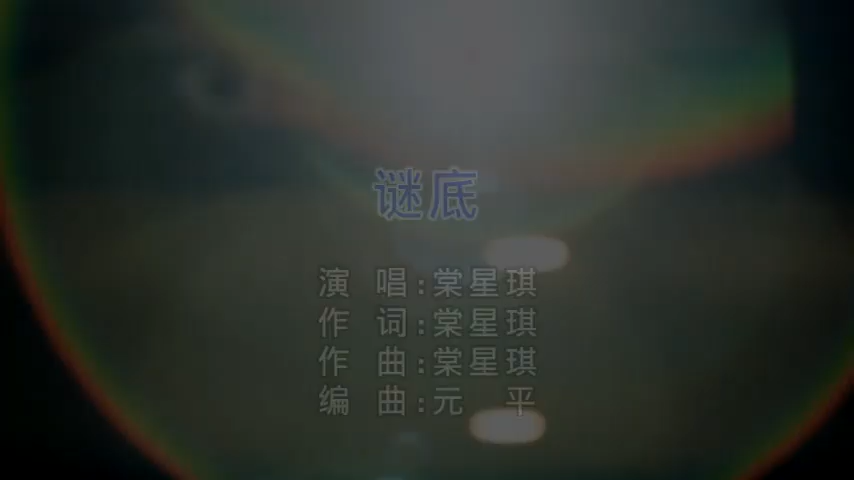 谜底
演 唱:棠星琪
作 词:棠星琪
作 曲:棠星琪
编 曲:元 平